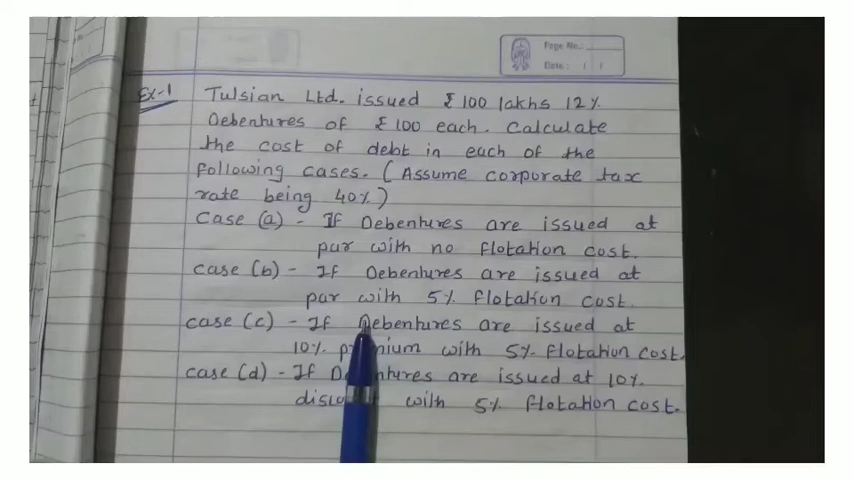 Page No.:
Date: / /
Ex-1 Tulsian Ltd. issued ₹100 lakhs 12%
Debentures of ₹100 each. Calculate
the cost of debt in each of the
following cases. (Assume corporate tax
rate being 40%)
Case (a) - If Debentures are issued at
par with no flotation cost.
case (b) - If Debentures are issued at
par with 5% flotation cost.
case (c) - If Debentures are issued at
10% premium with 5% flotation cost.
case (d) - If Debentures are issued at 10%
discount with 5% flotation cost.